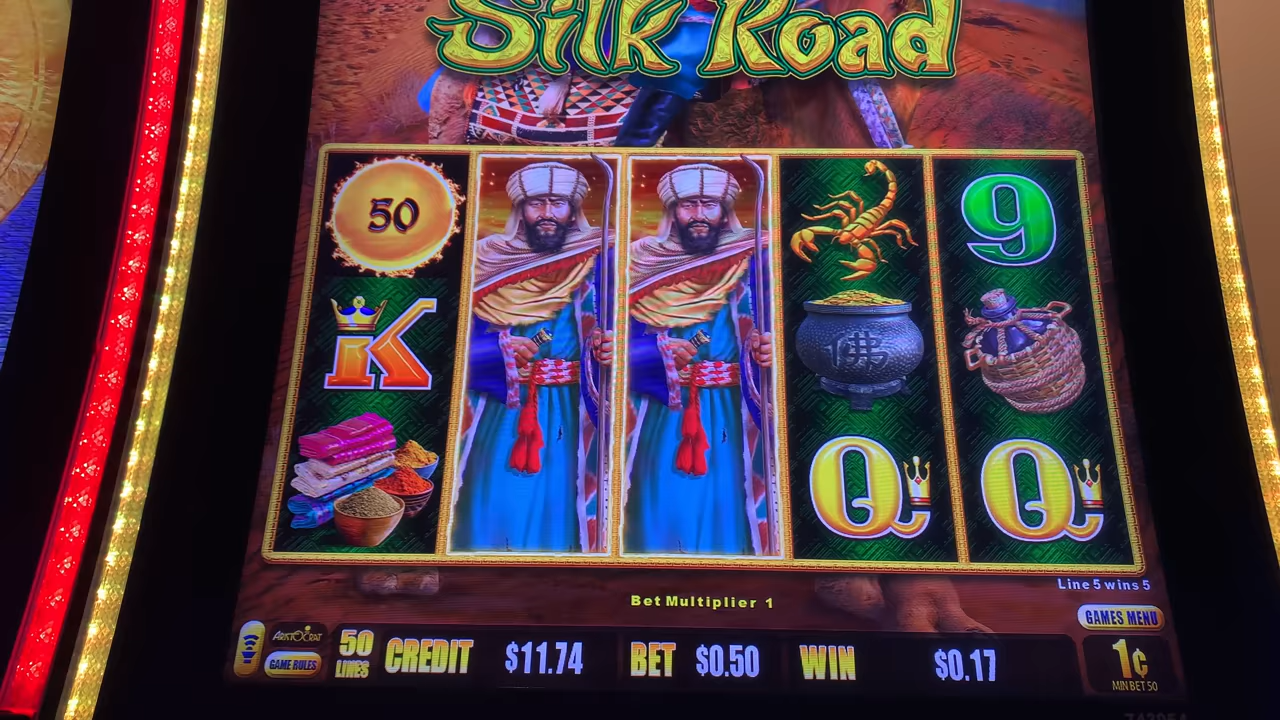 Silk Road
50
9
K
佛
Q
Q
Line 5 wins 5
Bet Multiplier 1
GAMES MENU
ARISTOCRAT
GAME RULES
50 LINES
CREDIT $11.74
BET $0.50
WIN $0.17
1¢
MIN BET 50